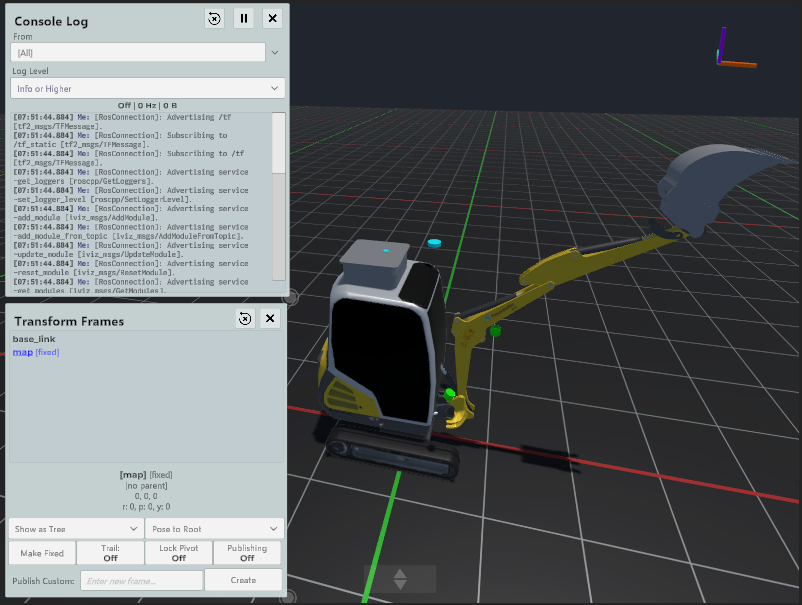 Console Log
From
[All]
Log Level
Info or Higher
Off | 0 Hz | 0 B
[07:51:44.884] Me: [RosConnection]: Advertising /tf
[tf2_msgs/TFMessage].
[07:51:44.884] Me: [RosConnection]: Subscribing to
/tf_static [tf2_msgs/TFMessage].
[07:51:44.884] Me: [RosConnection]: Subscribing to /tf
[tf2_msgs/TFMessage].
[07:51:44.884] Me: [RosConnection]: Advertising service
~get_loggers [roscpp/GetLoggers].
[07:51:44.884] Me: [RosConnection]: Advertising service
~set_logger_level [roscpp/SetLoggerLevel].
[07:51:44.884] Me: [RosConnection]: Advertising service
~add_module [iviz_msgs/AddModule].
[07:51:44.884] Me: [RosConnection]: Advertising service
~add_module_from_topic [iviz_msgs/AddModuleFromTopic].
[07:51:44.884] Me: [RosConnection]: Advertising service
~update_module [iviz_msgs/UpdateModule].
[07:51:44.884] Me: [RosConnection]: Advertising service
~reset_module [iviz_msgs/ResetModule].
[07:51:44.884] Me: [RosConnection]: Advertising service
~get_modules [iviz_msgs/GetModules].
Transform Frames
base_link
map [fixed]
[map] [fixed]
[no parent]
0, 0, 0
r: 0, p: 0, y: 0
Show as Tree
Pose to Root
Make Fixed
Trail:
Off
Lock Pivot
Off
Publishing
Off
Publish Custom:
Enter new frame...
Create